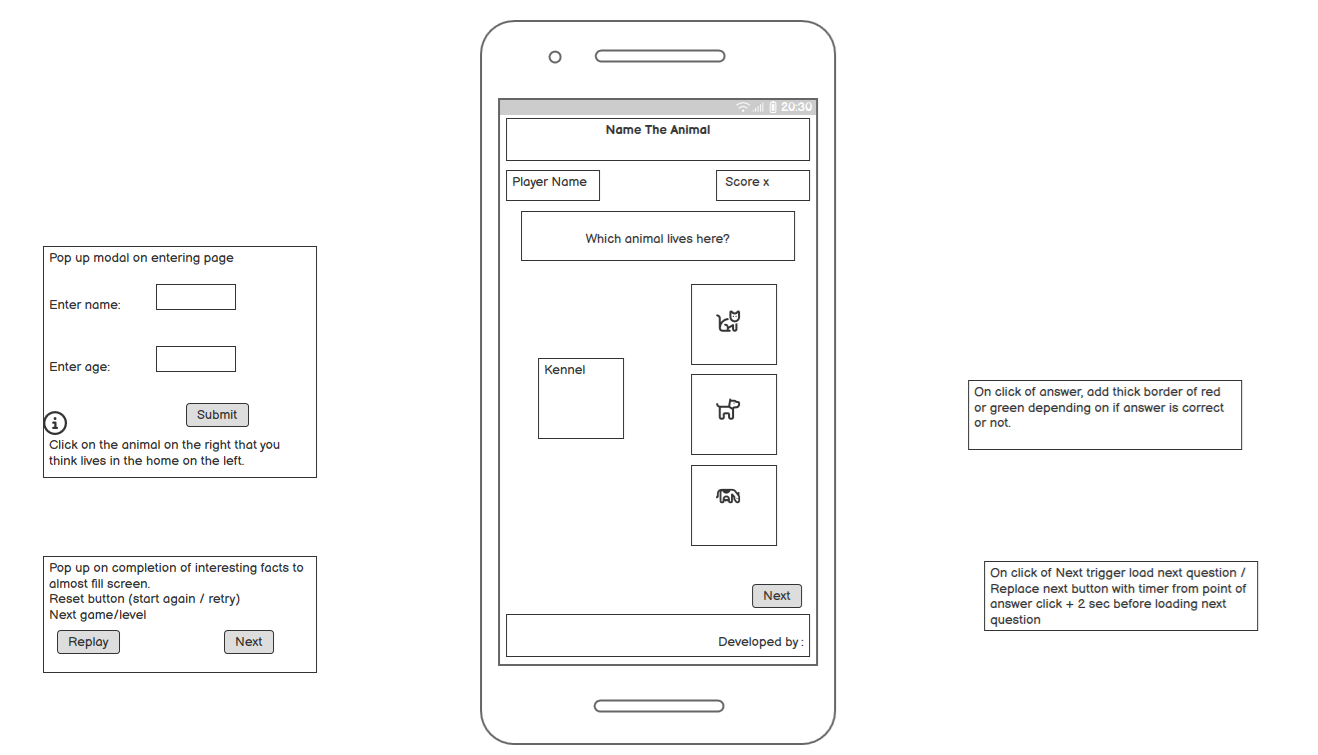 20:30
Name The Animal
Player Name
Score x
Which animal lives here?
Kennel
Next
Developed by :
Pop up modal on entering page
Enter name:
Enter age:
Submit
i
Click on the animal on the right that you
think lives in the home on the left.
Pop up on completion of interesting facts to
almost fill screen.
Reset button (start again / retry)
Next game/level
Replay
Next
On click of answer, add thick border of red
or green depending on if answer is correct
or not.
On click of Next trigger load next question /
Replace next button with timer from point of
answer click + 2 sec before loading next
question